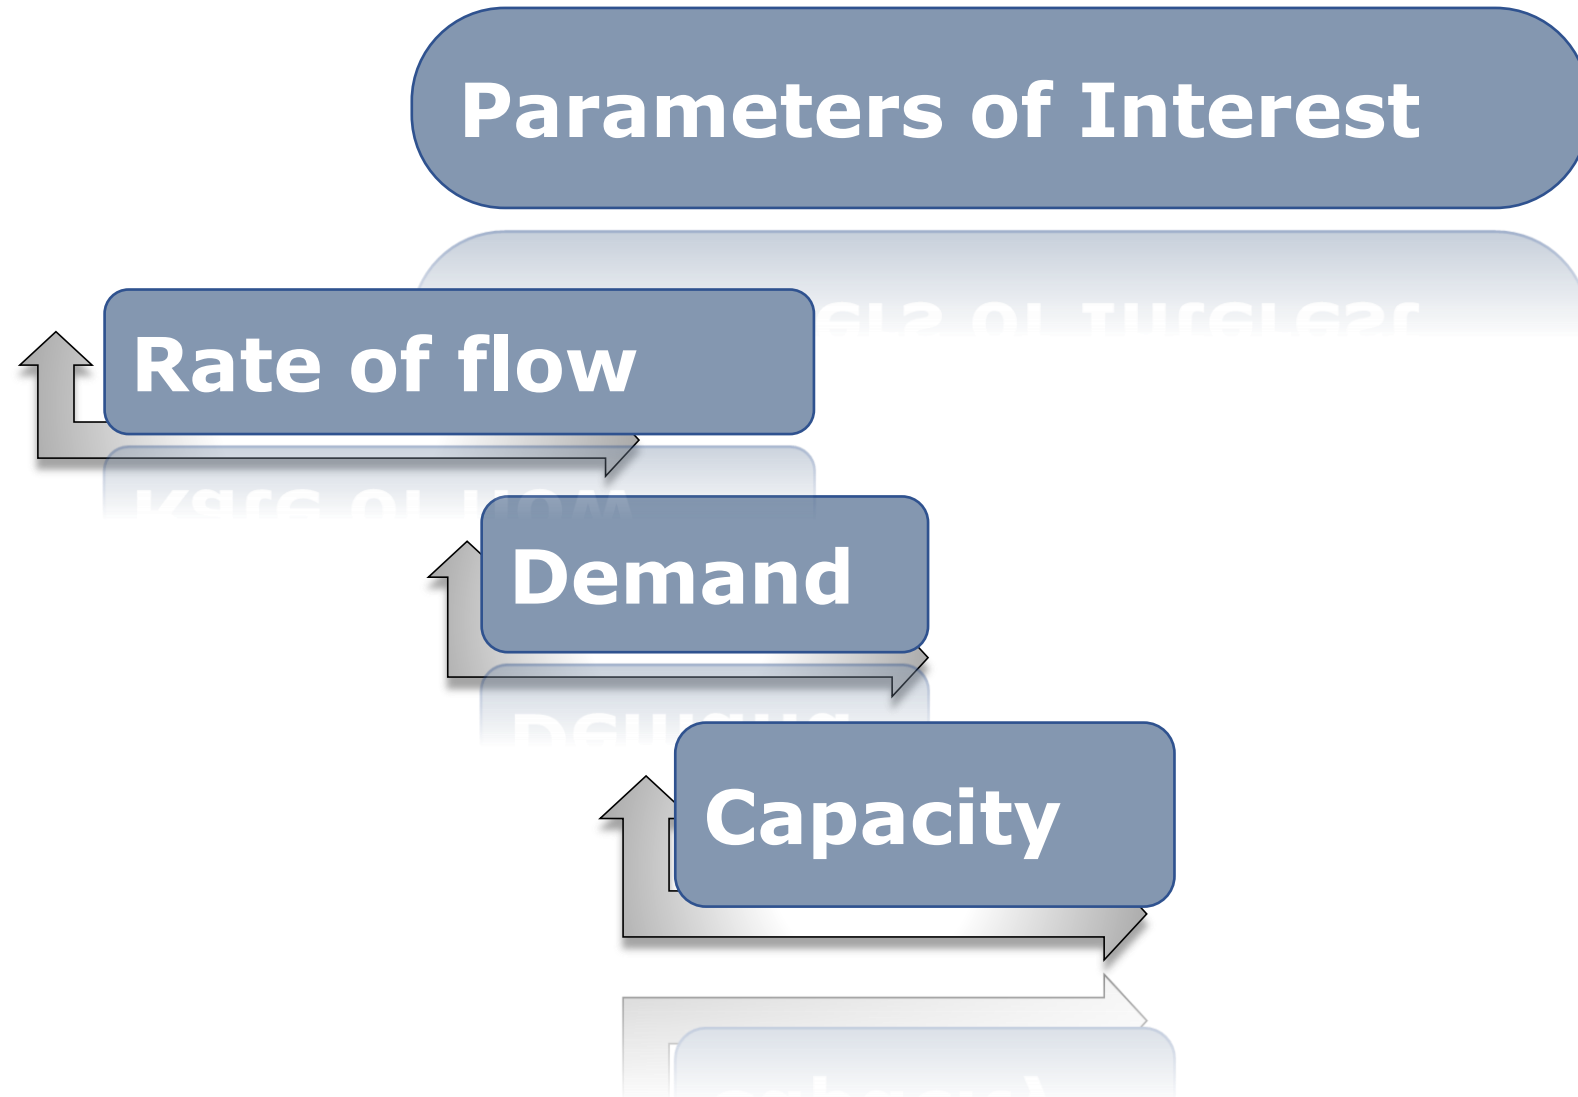 Parameters of Interest
Rate of flow
Demand
Capacity